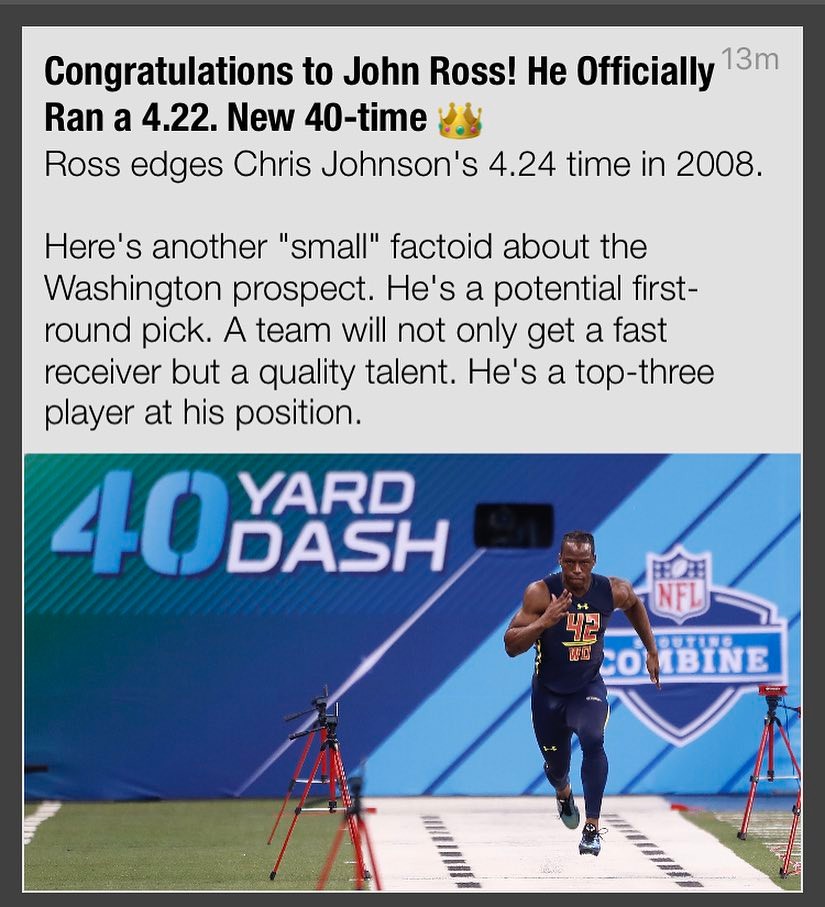 Congratulations to John Ross! He Officially 13m
Ran a 4.22. New 40-time 👑
Ross edges Chris Johnson's 4.24 time in 2008.
Here's another "small" factoid about the
Washington prospect. He's a potential first-
round pick. A team will not only get a fast
receiver but a quality talent. He's a top-three
player at his position.
40 YARD
DASH
NFL
SCOUTING
COMBINE
42
WO